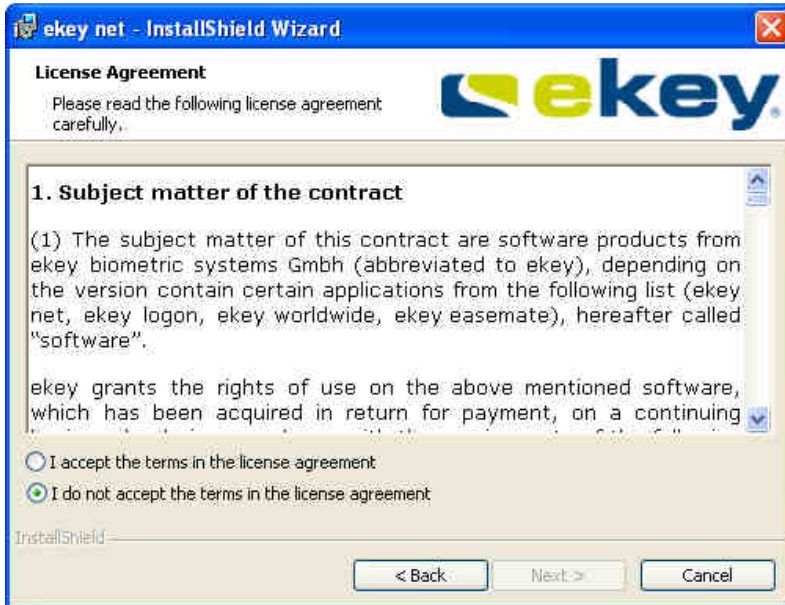 ekey net - InstallShield Wizard
License Agreement
Please read the following license agreement
carefully.
ekey
1. Subject matter of the contract
(1) The subject matter of this contract are software products from
ekey biometric systems Gmbh (abbreviated to ekey), depending on
the version contain certain applications from the following list (ekey
net, ekey logon, ekey worldwide, ekey easemate), hereafter called
"software".
ekey grants the rights of use on the above mentioned software,
which has been acquired in return for payment, on a continuing
I accept the terms in the license agreement
I do not accept the terms in the license agreement
InstallShield
< Back
Next >
Cancel